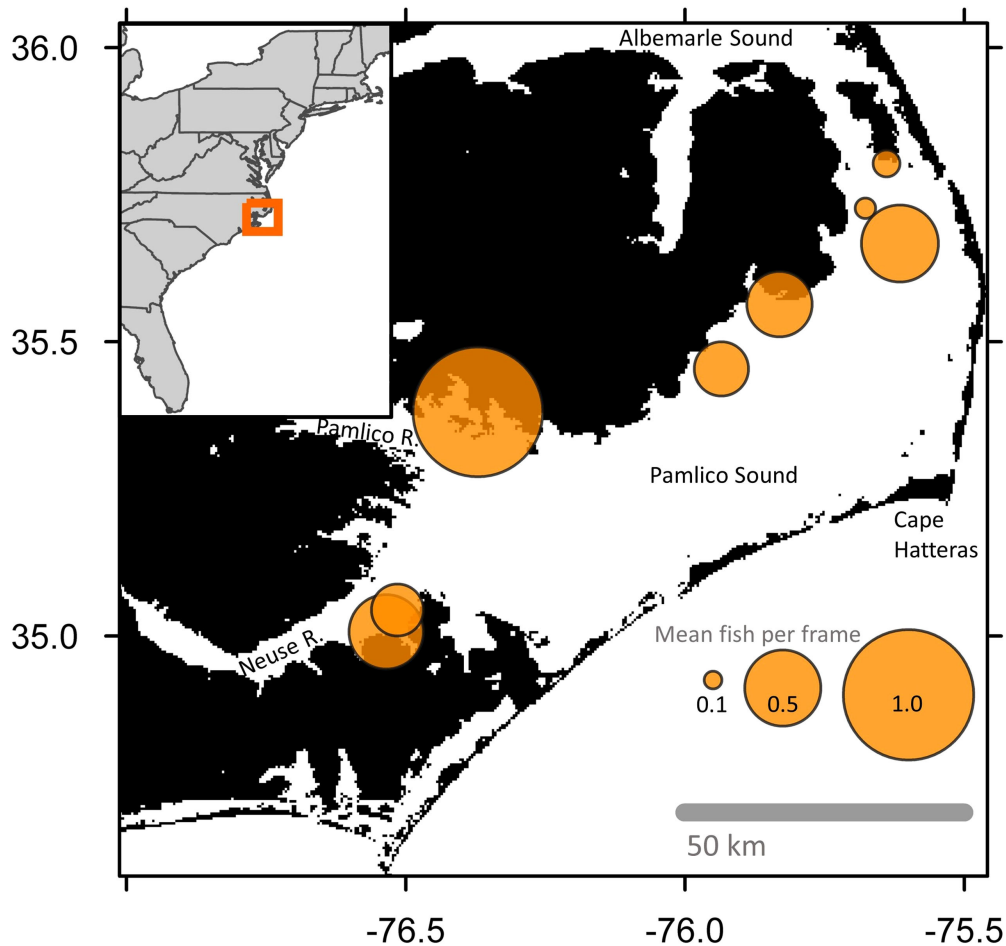 36.0
Albemarle Sound
35.5
Pamlico R.
Pamlico Sound
Cape
Hatteras
35.0
Neuse R.
Mean fish per frame
0.1
0.5
1.0
50 km
-76.5
-76.0
-75.5